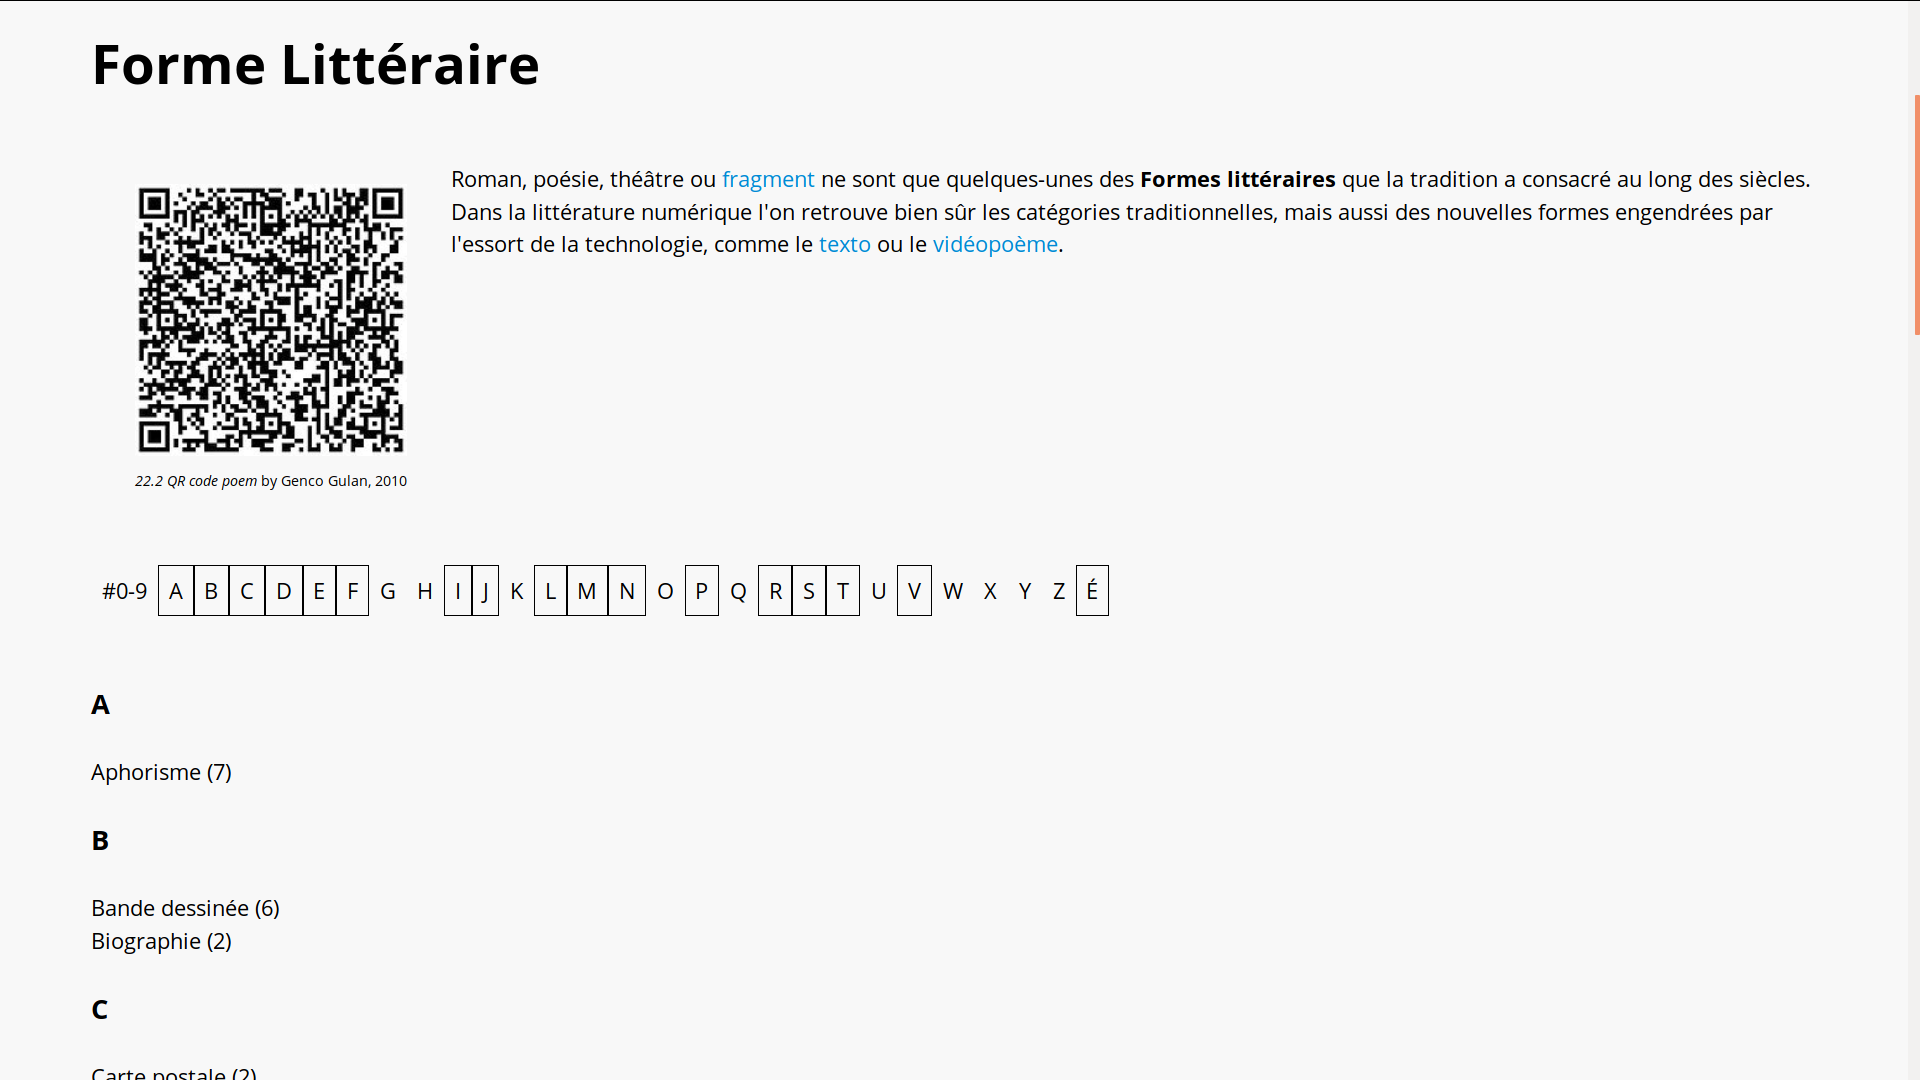 Forme Littéraire
Roman, poésie, théâtre ou fragment ne sont que quelques-unes des Formes littéraires que la tradition a consacré au long des siècles.
Dans la littérature numérique l'on retrouve bien sûr les catégories traditionnelles, mais aussi des nouvelles formes engendrées par
l'essort de la technologie, comme le texto ou le vidéopoème.
22.2 QR code poem by Genco Gulan, 2010
#0-9 A B C D E F G H I J K L M N O P Q R S T U V W X Y Z É
A
Aphorisme (7)
B
Bande dessinée (6)
Biographie (2)
C
Carte postale (2)